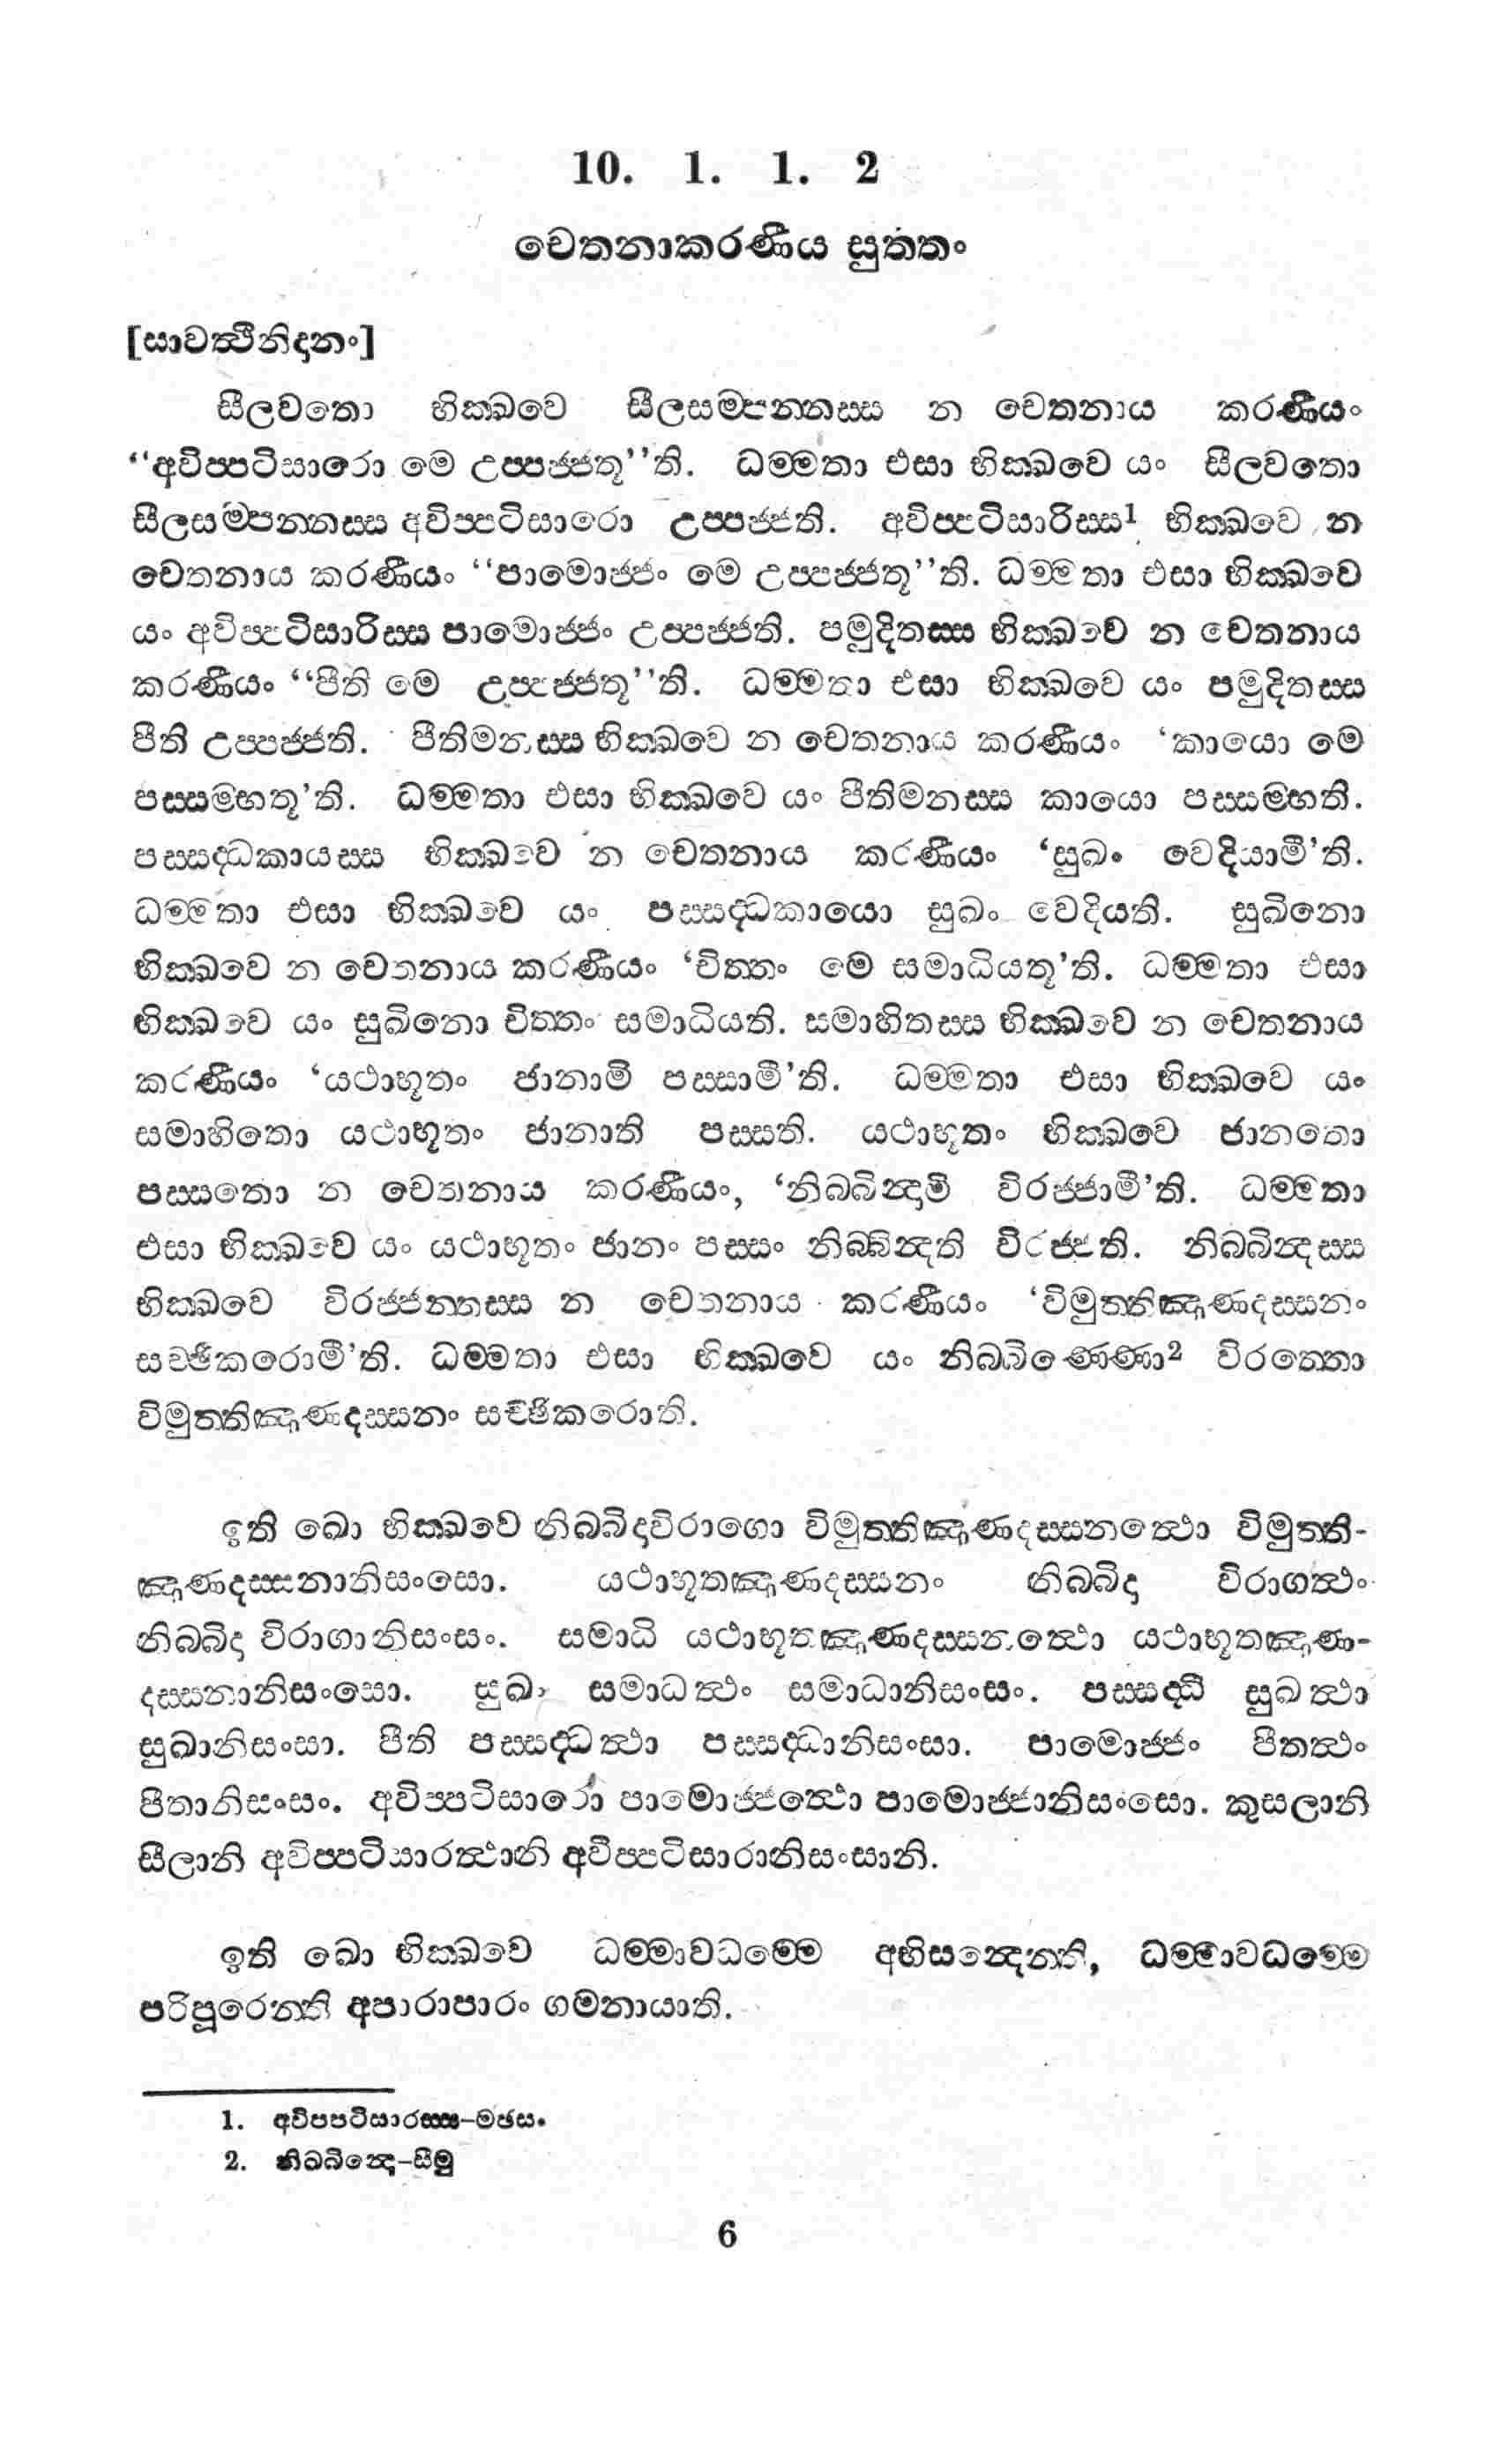 10. 1. 1. 2
චෙතනාකරණීය සුත්තං
[සාවත්ථිනිදානං]
සීලවතො භික්ඛවෙ සීලසම්පන්නස්ස න චෙතනාය කරණීයං
“අවිප්පටිසාරො මෙ උප්පජ්ජතූ”ති. ධම්මතා එසා භික්ඛවෙ යං සීලවතො
සීලසම්පන්නස්ස අවිප්පටිසාරො උප්පජ්ජති. අවිප්පටිසාරිස්ස1 භික්ඛවෙ න
චෙතනාය කරණීයං “පාමොජ්ජං මෙ උප්පජ්ජතූ”ති. ධම්මතා එසා භික්ඛවෙ
යං අවිප්පටිසාරිස්ස පාමොජ්ජං උප්පජ්ජති. පමුදිතස්ස භික්ඛවෙ න චෙතනාය
කරණීයං “පීති මෙ උප්පජ්ජතූ”ති. ධම්මතා එසා භික්ඛවෙ යං පමුදිතස්ස
පීති උප්පජ්ජති. පීතිමනස්ස භික්ඛවෙ න චෙතනාය කරණීයං ‘කායො මෙ
පස්සම්භතූ’ති. ධම්මතා එසා භික්ඛවෙ යං පීතිමනස්ස කායො පස්සම්භති.
පස්සද්ධකායස්ස භික්ඛවෙ න චෙතනාය කරණීයං ‘සුඛං වෙදියාමී’ති.
ධම්මතා එසා භික්ඛවෙ යං පස්සද්ධකායො සුඛං වෙදියති. සුඛිනො
භික්ඛවෙ න චෙතනාය කරණීයං ‘චිත්තං මෙ සමාධියතූ’ති. ධම්මතා එසා
භික්ඛවෙ යං සුඛිනො චිත්තං සමාධියති. සමාහිතස්ස භික්ඛවෙ න චෙතනාය
කරණීයං ‘යථාභූතං ජානාමි පස්සාමී’ති. ධම්මතා එසා භික්ඛවෙ යං
සමාහිතො යථාභූතං ජානාති පස්සති. යථාභූතං භික්ඛවෙ ජානතො
පස්සතො න චෙතනාය කරණීයං, ‘නිබ්බින්දාමි විරජ්ජාමී’ති. ධම්මතා
එසා භික්ඛවෙ යං යථාභූතං ජානං පස්සං නිබ්බින්දති විරජ්ජති. නිබ්බින්දස්ස
භික්ඛවෙ විරජ්ජන්තස්ස න චෙතනාය කරණීයං ‘විමුත්තිඤාණදස්සනං
සච්ඡිකරොමී’ති. ධම්මතා එසා භික්ඛවෙ යං නිබ්බිණ්ණො2 විරත්තො
විමුත්තිඤාණදස්සනං සච්ඡිකරොති.
ඉති ඛො භික්ඛවෙ නිබ්බිදාවිරාගො විමුත්තිඤාණදස්සනත්ථො විමුත්ති-
ඤාණදස්සනානිසංසො. යථාභූතඤාණදස්සනං නිබ්බිදා විරාගත්ථං
නිබ්බිදා විරාගානිසංසං. සමාධි යථාභූතඤාණදස්සනත්ථො යථාභූතඤාණ-
දස්සනානිසංසො. සුඛං සමාධත්ථං සමාධානිසංසං. පස්සද්ධි සුඛත්ථා
සුඛානිසංසා. පීති පස්සද්ධත්ථා පස්සද්ධානිසංසා. පාමොජ්ජං පීතත්ථං
පීතානිසංසං. අවිප්පටිසාරො පාමොජ්ජත්ථො පාමොජ්ජානිසංසො. කුසලානි
සීලානි අවිප්පටිසාරත්ථානි අවිප්පටිසාරානිසංසානි.
ඉති ඛො භික්ඛවෙ ධම්මාවධම්මෙ අභිසන්දෙන්ති, ධම්මාවධම්මෙ
පරිපූරෙන්ති අපාරාපාරං ගමනායාති.
1. අවිප්පටිසාරස්ස-මඡසං
2. නිබ්බින්දො-සීමු
6